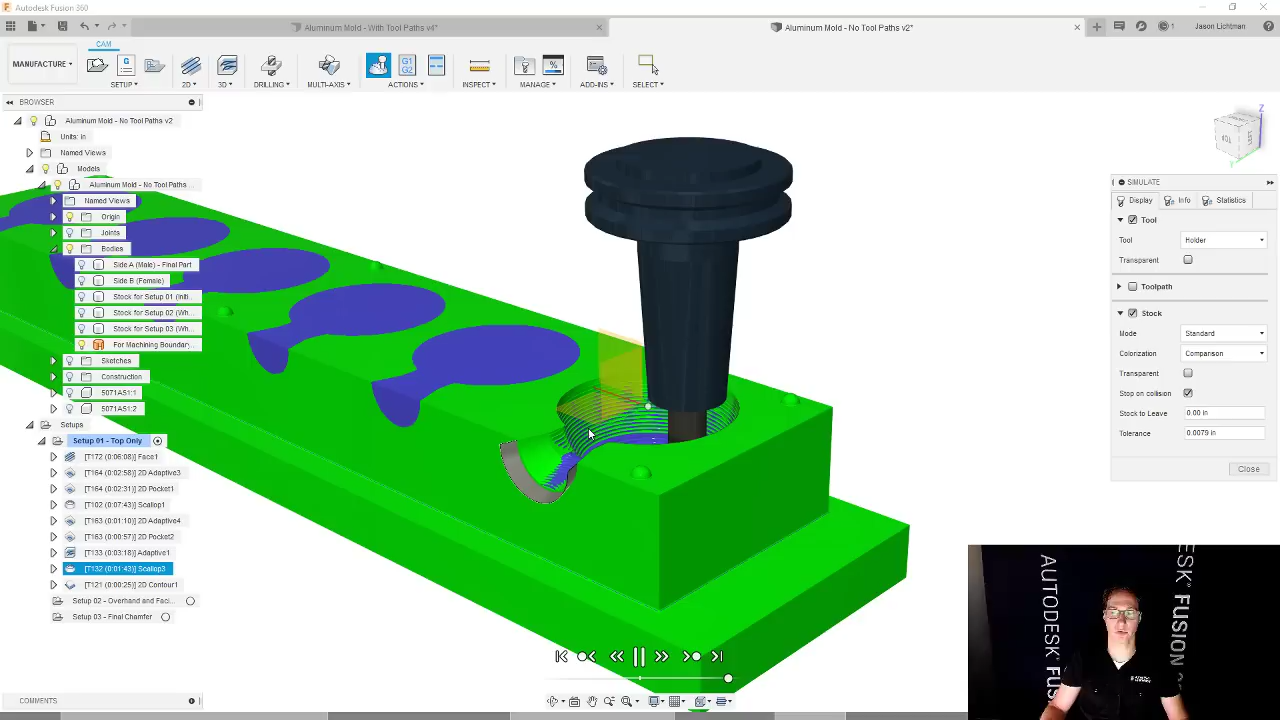 Autodesk Fusion 360
Aluminum Mold - With Tool Paths v4*
Aluminum Mold - No Tool Paths v2*
1
Jason Lichtman
CAM
MANUFACTURE
G
G1
G2
%
SETUP
2D
3D
DRILLING
MULTI-AXIS
ACTIONS
INSPECT
MANAGE
ADD-INS
SELECT
BROWSER
Aluminum Mold - No Tool Paths v2
Units: in
Named Views
Models
Aluminum Mold - No Tool Paths...
Named Views
Origin
Joints
Bodies
Side A (Male) - Final Part
Side B (Female)
Stock for Setup 01 (Initi...
Stock for Setup 02 (Wh...
Stock for Setup 03 (Wh...
For Machining Boundary...
Sketches
Construction
5071A51:1
5071A51:2
Setups
Setup 01 - Top Only
[T172 (0:06:08)] Face1
[T164 (0:02:58)] 2D Adaptive3
[T164 (0:02:31)] 2D Pocket1
[T102 (0:07:43)] Scallop1
[T163 (0:01:10)] 2D Adaptive4
[T163 (0:00:57)] 2D Pocket2
[T133 (0:03:18)] Adaptive1
[T132 (0:01:43)] Scallop3
[T121 (0:00:25)] 2D Contour1
Setup 02 - Overhand and Faci...
Setup 03 - Final Chamfer
COMMENTS
Z
TOP
SIMULATE
Display
Info
Statistics
Tool
Tool
Holder
Transparent
Toolpath
Stock
Mode
Standard
Colorization
Comparison
Transparent
Stop on collision
Stock to Leave
0.00 in
Tolerance
0.0079 in
Close